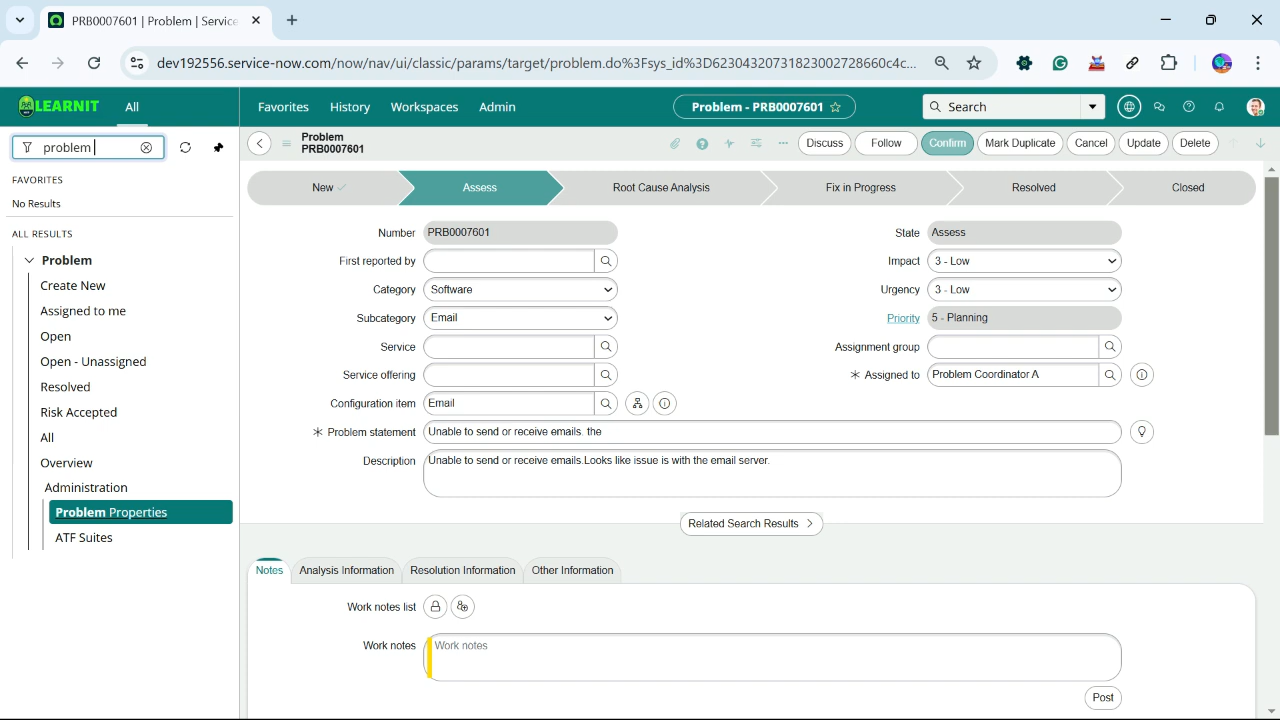 PRB0007601 | Problem | Service
dev192556.service-now.com/now/nav/ui/classic/params/target/problem.do%3Fsys_id%3D62304320731823002728660c4c...
LEARNIT
All
Favorites
History
Workspaces
Admin
Problem - PRB0007601
Search
problem
Problem
PRB0007601
Discuss
Follow
Confirm
Mark Duplicate
Cancel
Update
Delete
FAVORITES
No Results
ALL RESULTS
Problem
Create New
Assigned to me
Open
Open - Unassigned
Resolved
Risk Accepted
All
Overview
Administration
Problem Properties
ATF Suites
New
Assess
Root Cause Analysis
Fix in Progress
Resolved
Closed
Number PRB0007601
First reported by
Category Software
Subcategory Email
Service
Service offering
Configuration item Email
State Assess
Impact 3 - Low
Urgency 3 - Low
Priority 5 - Planning
Assignment group
Assigned to Problem Coordinator A
Problem statement Unable to send or receive emails. the
Description Unable to send or receive emails.Looks like issue is with the email server.
Related Search Results
Notes
Analysis Information
Resolution Information
Other Information
Work notes list
Work notes Work notes
Post